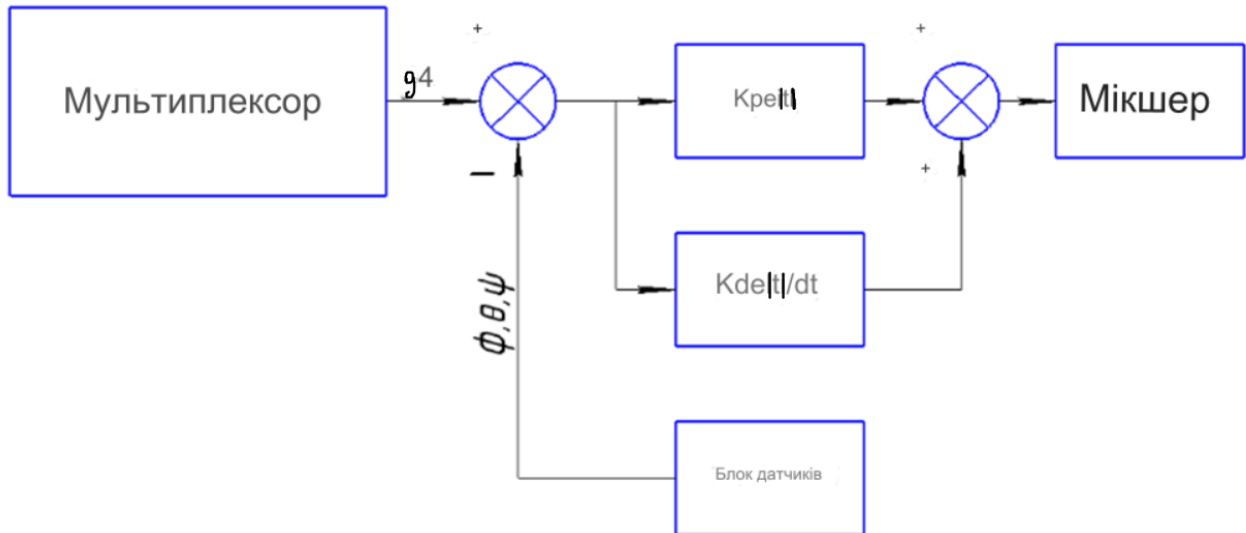 Мультиплексор
g4
+
−
Kpe|t|
+
+
Мікшер
Kde|t|/dt
ϕ,θ,ψ
Блок датчиків